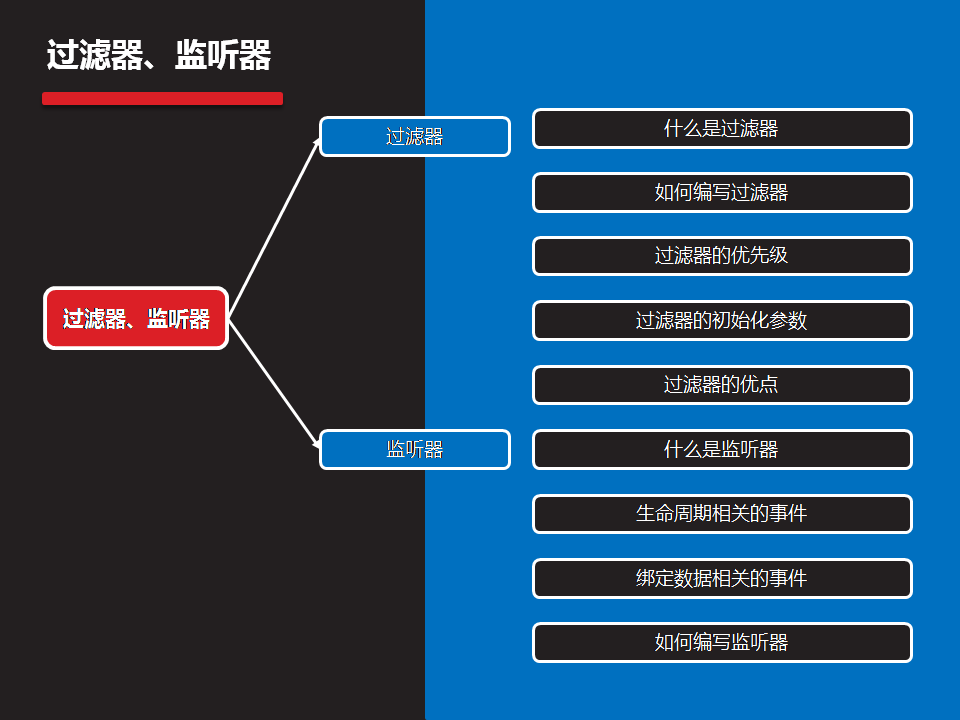 过滤器、监听器
过滤器、监听器
过滤器
什么是过滤器
如何编写过滤器
过滤器的优先级
过滤器的初始化参数
过滤器的优点
监听器
什么是监听器
生命周期相关的事件
绑定数据相关的事件
如何编写监听器